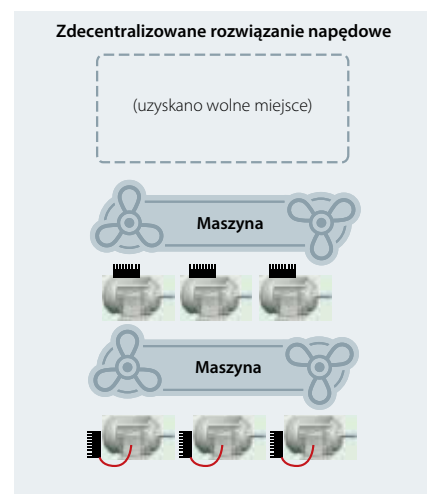 Zdecentralizowane rozwiązanie napędowe
(uzyskano wolne miejsce)
Maszyna
Maszyna